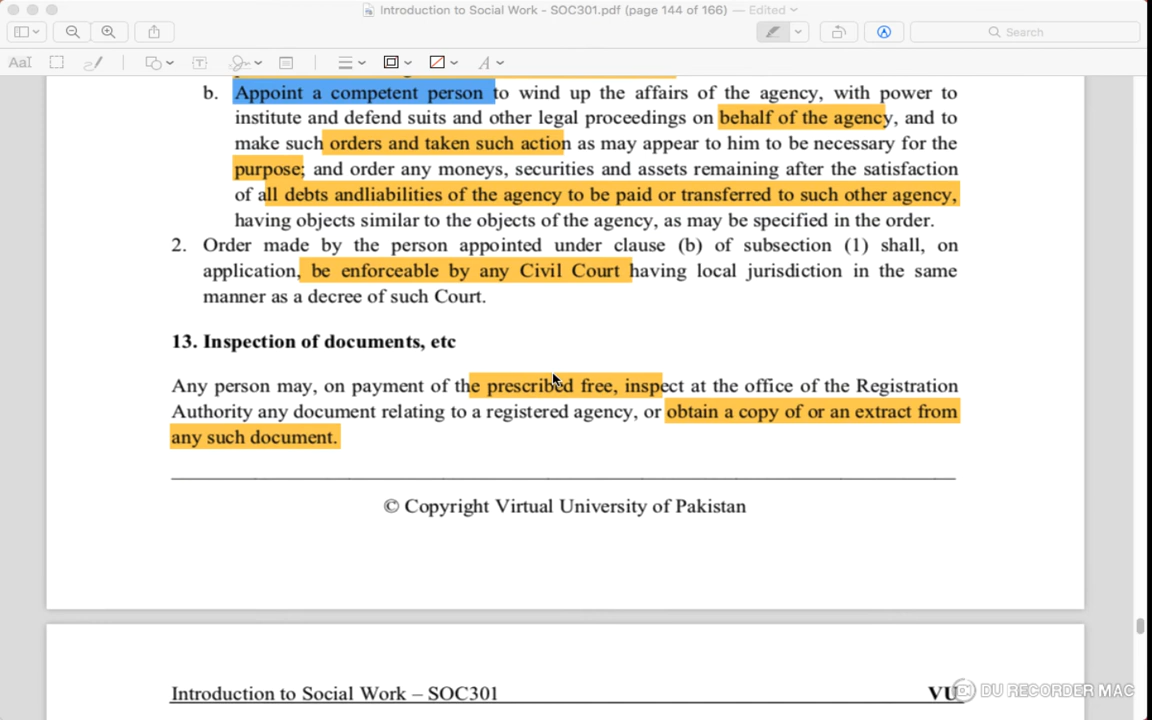 Introduction to Social Work - SOC301.pdf (page 144 of 166) — Edited
Search
AaI
T
A
b. Appoint a competent person to wind up the affairs of the agency, with power to
institute and defend suits and other legal proceedings on behalf of the agency, and to
make such orders and taken such action as may appear to him to be necessary for the
purpose; and order any moneys, securities and assets remaining after the satisfaction
of all debts andliabilities of the agency to be paid or transferred to such other agency,
having objects similar to the objects of the agency, as may be specified in the order.
2. Order made by the person appointed under clause (b) of subsection (1) shall, on
application, be enforceable by any Civil Court having local jurisdiction in the same
manner as a decree of such Court.
13. Inspection of documents, etc
Any person may, on payment of the prescribed free, inspect at the office of the Registration
Authority any document relating to a registered agency, or obtain a copy of or an extract from
any such document.
© Copyright Virtual University of Pakistan
Introduction to Social Work – SOC301 VU
DU RECORDER MAC